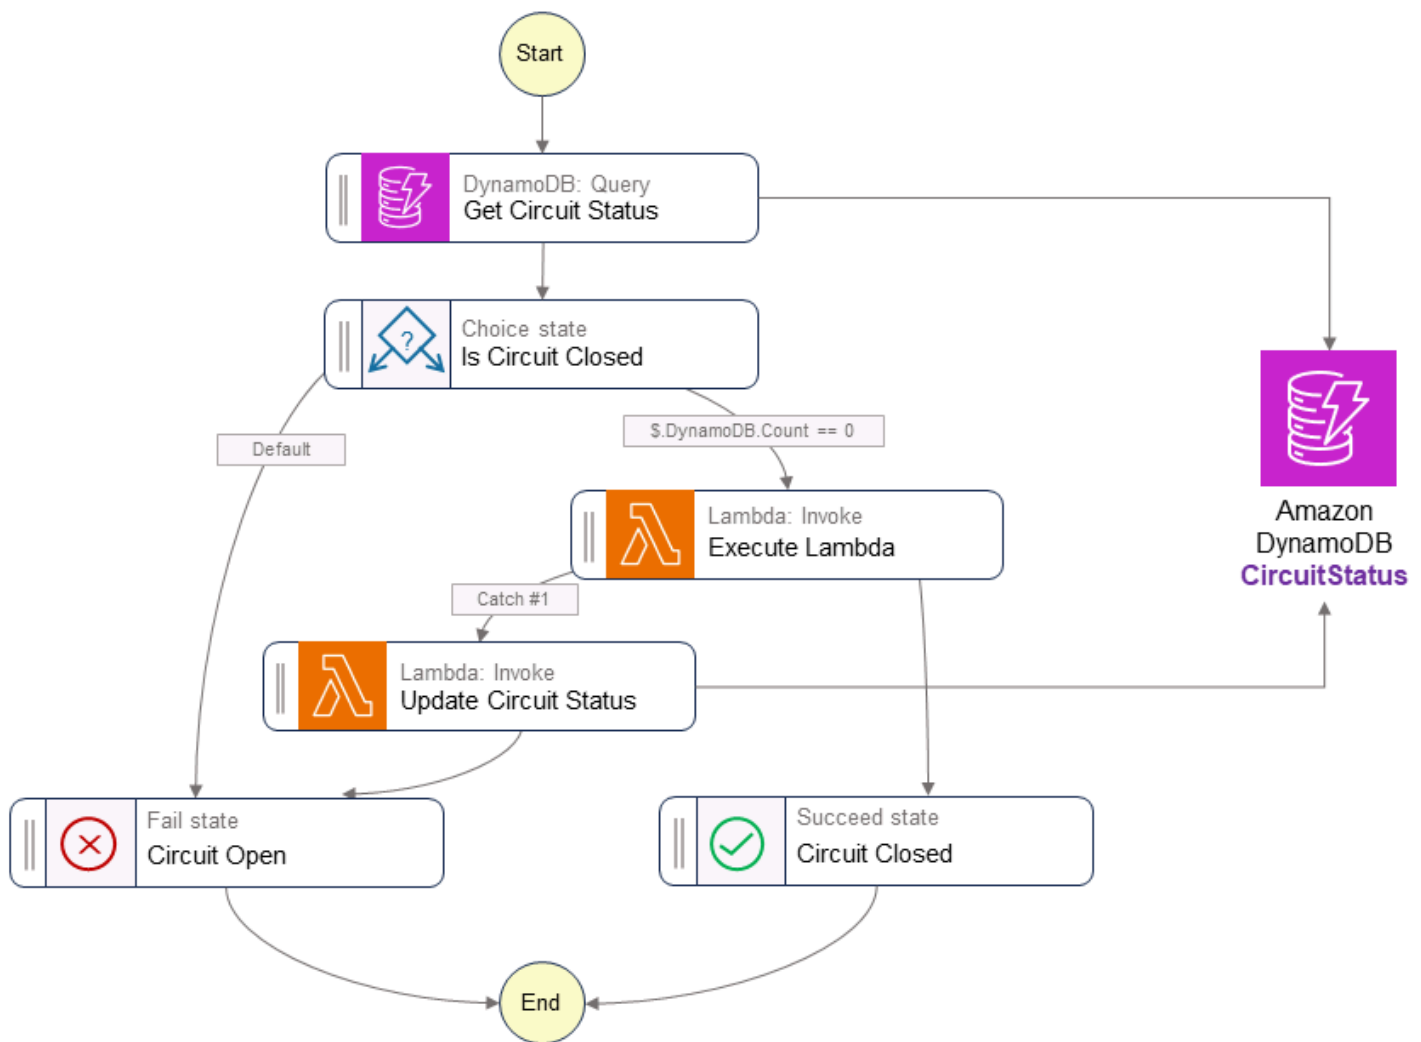 Start
DynamoDB: Query
Get Circuit Status
Choice state
?
Is Circuit Closed
Default
$.DynamoDB.Count == 0
Lambda: Invoke
Execute Lambda
Amazon
DynamoDB
CircuitStatus
Catch #1
Lambda: Invoke
Update Circuit Status
Fail state
Circuit Open
Succeed state
Circuit Closed
End